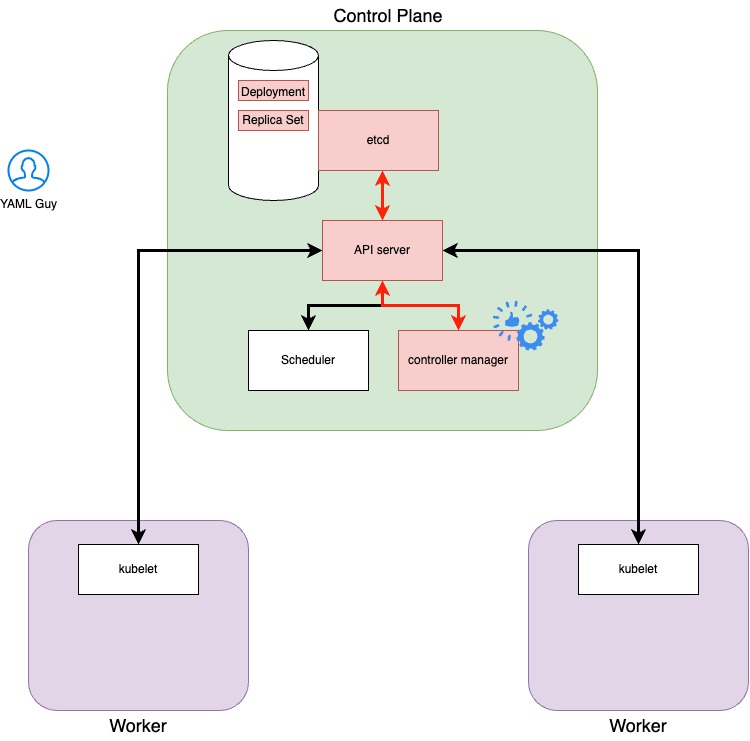 Control Plane
Deployment
Replica Set
etcd
YAML Guy
API server
Scheduler
controller manager
kubelet
kubelet
Worker
Worker